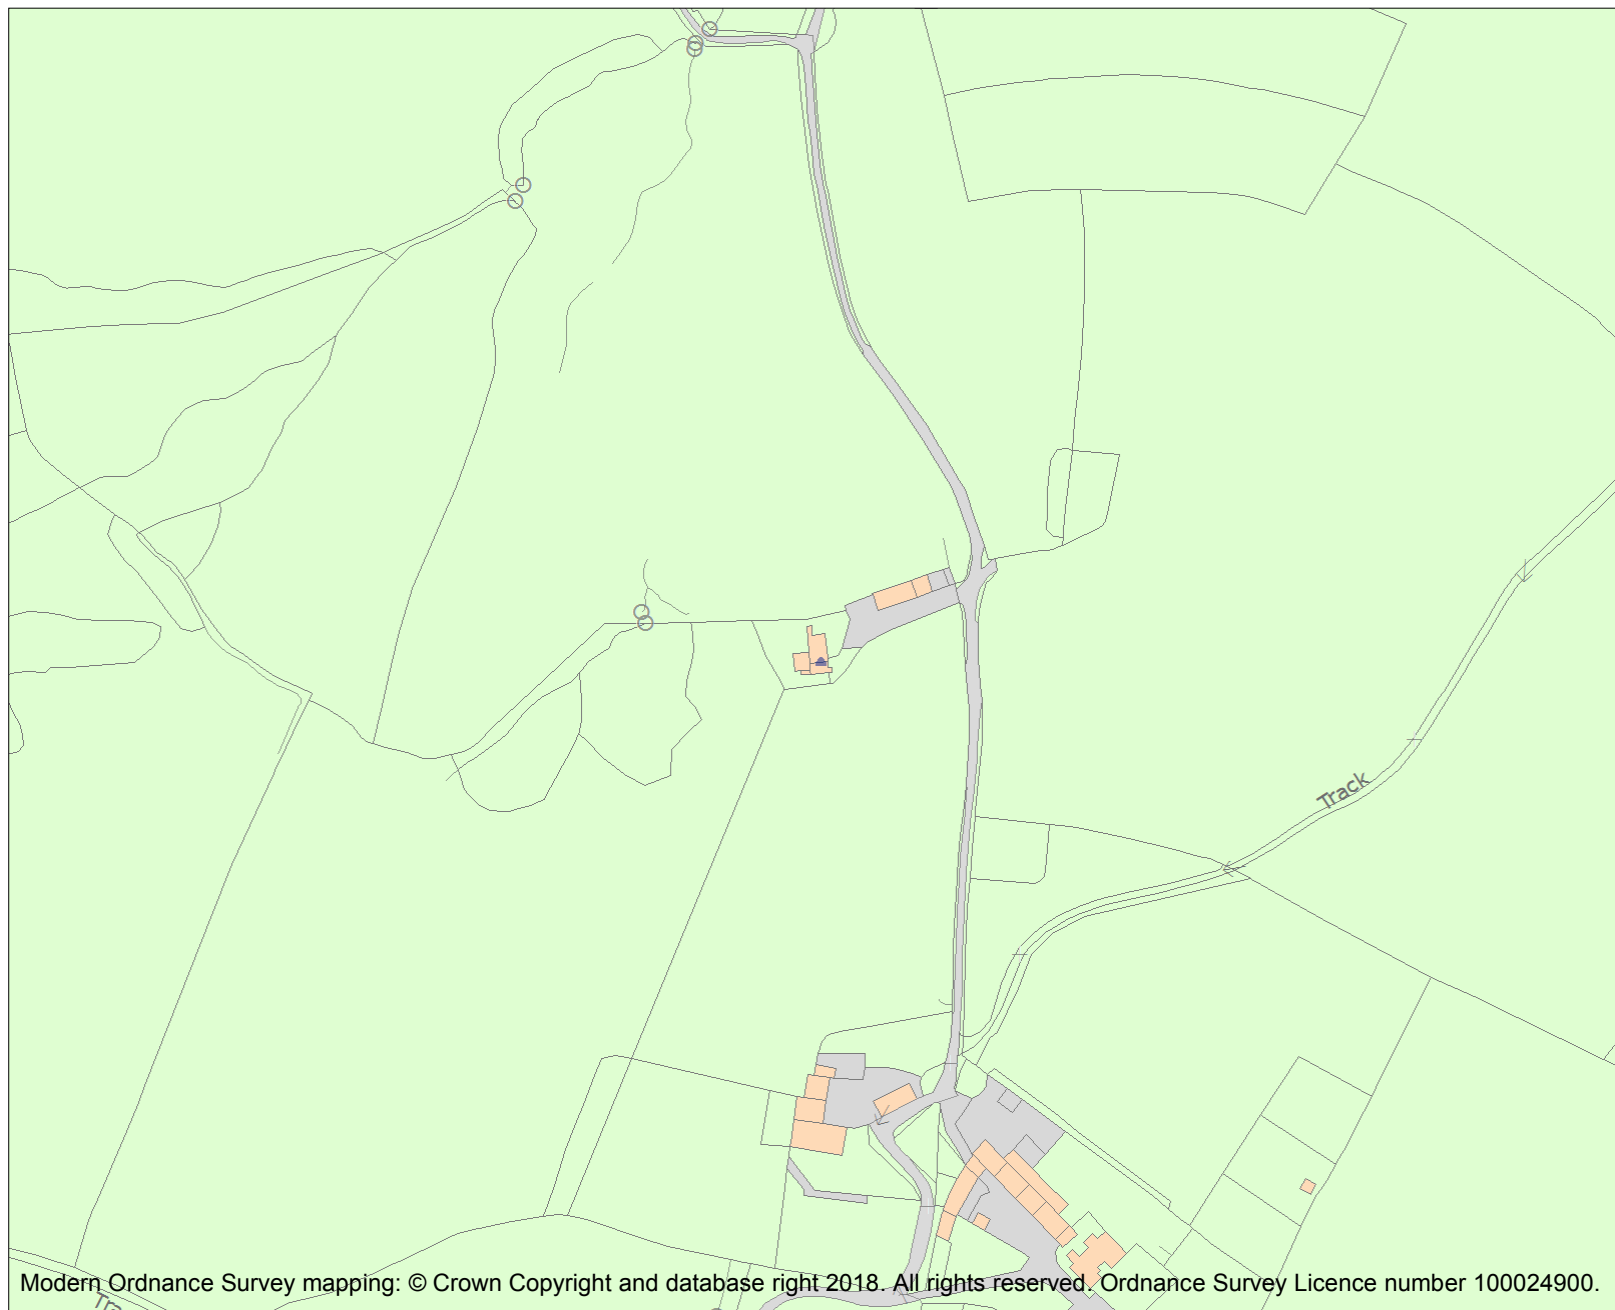 Track
Modern Ordnance Survey mapping: © Crown Copyright and database right 2018. All rights reserved. Ordnance Survey Licence number 100024900.